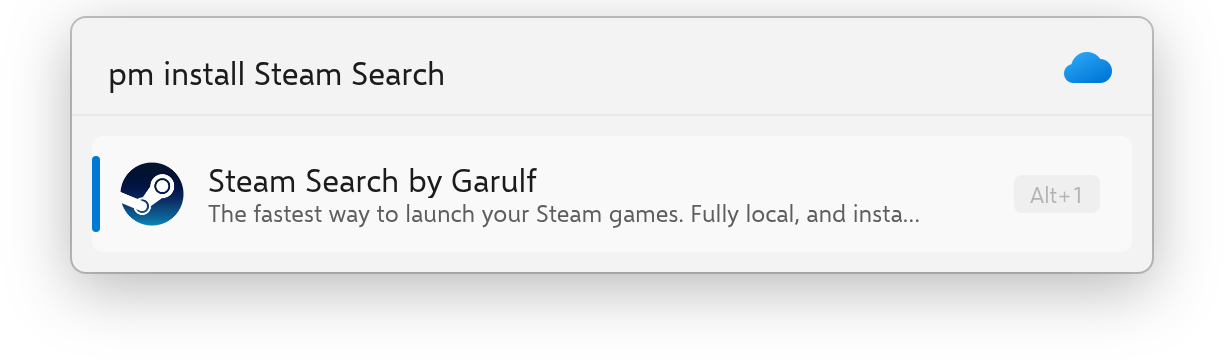 pm install Steam Search
Steam Search by Garulf
The fastest way to launch your Steam games. Fully local, and insta...
Alt+1